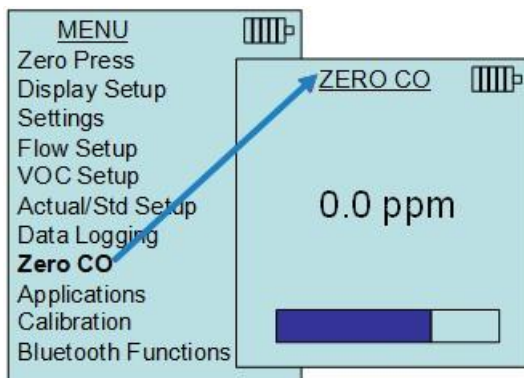 MENU
Zero Press
Display Setup
Settings
Flow Setup
VOC Setup
Actual/Std Setup
Data Logging
Zero CO
Applications
Calibration
Bluetooth Functions
ZERO CO
0.0 ppm